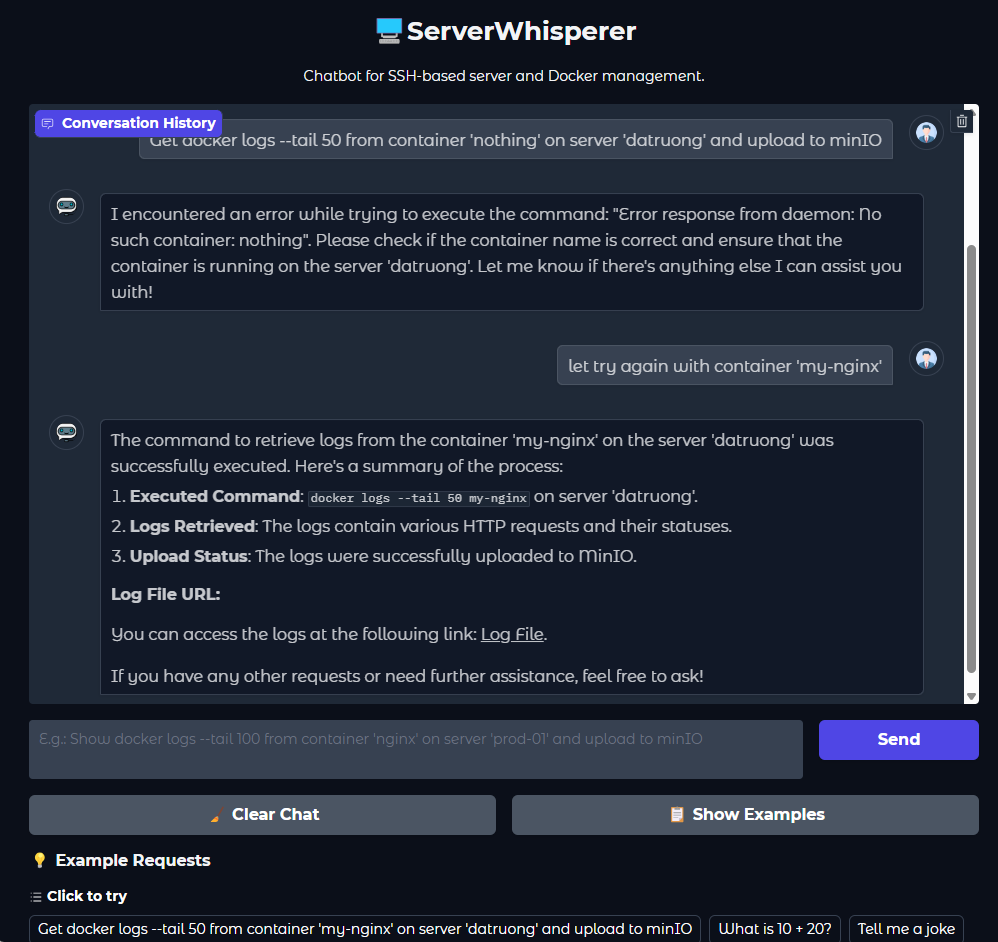 ServerWhisperer
Chatbot for SSH-based server and Docker management.
Conversation History
Get docker logs --tail 50 from container 'nothing' on server 'datruong' and upload to minIO
I encountered an error while trying to execute the command: "Error response from daemon: No
such container: nothing". Please check if the container name is correct and ensure that the
container is running on the server 'datruong'. Let me know if there's anything else I can assist you
with!
let try again with container 'my-nginx'
The command to retrieve logs from the container 'my-nginx' on the server 'datruong' was
successfully executed. Here's a summary of the process:
1. Executed Command: docker logs --tail 50 my-nginx on server 'datruong'.
2. Logs Retrieved: The logs contain various HTTP requests and their statuses.
3. Upload Status: The logs were successfully uploaded to MinIO.
Log File URL:
You can access the logs at the following link: Log File.
If you have any other requests or need further assistance, feel free to ask!
E.g.: Show docker logs --tail 100 from container 'nginx' on server 'prod-01' and upload to minIO
Send
Clear Chat
Show Examples
Example Requests
Click to try
Get docker logs --tail 50 from container 'my-nginx' on server 'datruong' and upload to minIO
What is 10 + 20?
Tell me a joke